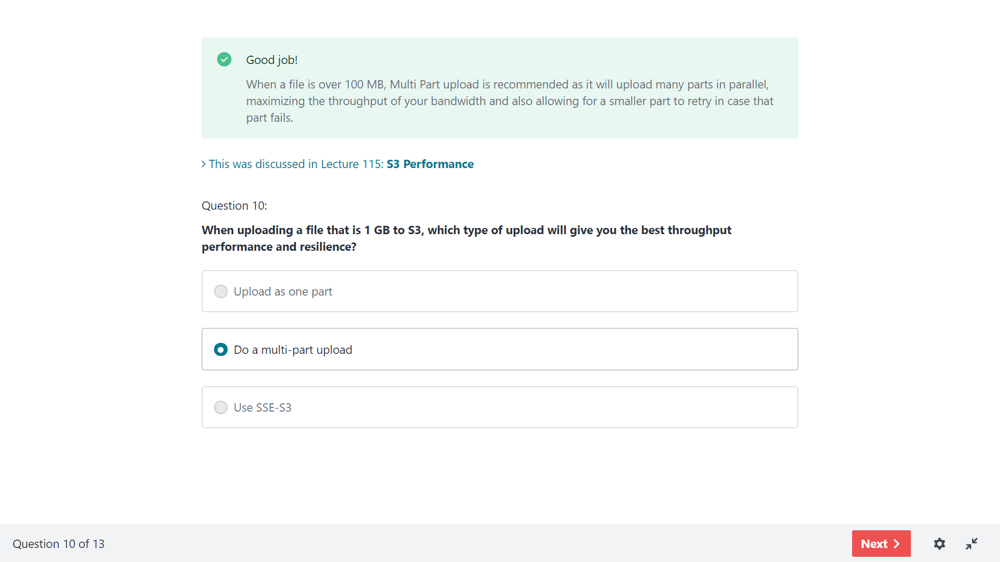 Good job!
When a file is over 100 MB, Multi Part upload is recommended as it will upload many parts in parallel,
maximizing the throughput of your bandwidth and also allowing for a smaller part to retry in case that
part fails.
This was discussed in Lecture 115: S3 Performance
Question 10:
When uploading a file that is 1 GB to S3, which type of upload will give you the best throughput
performance and resilience?
Upload as one part
Do a multi-part upload
Use SSE-S3
Question 10 of 13
Next